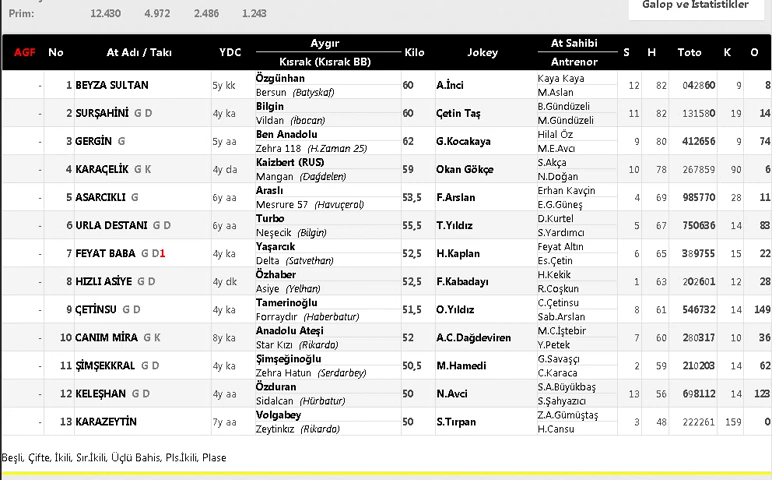 Galop ve İstatistikler
Prim: 12.430 4.972 2.486 1.243
AGF No At Adı / Takı YDC Aygır Kısrak (Kısrak BB) Kilo Jokey At Sahibi Antrenor S H Toto K O
- 1 BEYZA SULTAN 5y kk Özgünhan 60 A.İnci Kaya Kaya 12 82 042860 9 8
Bersun (Batyskaf) M.Aslan
- 2 SURŞAHİNİ G D 4y ka Bilgin 60 Çetin Taş B.Gündüzeli 11 82 131580 19 14
Vildan (İbocan) M.Gündüzeli
- 3 GERGİN G 5y aa Ben Anadolu 62 G.Kocakaya Hilal Öz 9 80 412656 9 74
Zehra 118 (H.Zaman 25) M.E.Avcı
- 4 KARAÇELİK G K 4y da Kaizbert (RUS) 59 Okan Gökçe S.Akça 10 78 267859 90 6
Mangan (Dağdelen) N.Doğan
- 5 ASARCIKLI G 6y aa Araslı 53,5 F.Arslan Erhan Kavçin 4 69 985770 28 11
Mesrure 57 (Havuçeral) E.G.Güneş
- 6 URLA DESTANI G D 6y aa Turbo 55,5 T.Yıldız D.Kurtel 5 67 750636 14 83
Neşecik (Bilgin) S.Yardımcı
- 7 FEYAT BABA G D1 4y ka Yaşarcık 52,5 H.Kaplan Feyat Altın 6 65 389755 15 22
Delta (Satvethan) Es.Çetin
- 8 HIZLI ASİYE G D 4y dk Özhaber 52,5 F.Kabadayı H.Kekik 1 63 202601 12 28
Asiye (Yelhan) R.Coşkun
- 9 ÇETİNSU G D 4y ka Tamerinoğlu 51,5 O.Yıldız C.Çetinsu 8 61 546732 14 149
Forraydır (Haberbatur) Sab.Arslan
- 10 CANIM MİRA G K 8y ka Anadolu Ateşi 52 A.C.Dağdeviren M.C.İştebir 7 60 280317 10 36
Star Kızı (Rikardo) Y.Petek
- 11 ŞİMŞEKKRAL G D 4y ka Şimşeğinoğlu 50,5 M.Hamedi G.Savaşçı 2 59 210203 14 62
Zehra Hatun (Serdarbey) C.Karaca
- 12 KELEŞHAN G D 4y aa Özduran 50 N.Avci S.A.Büyükbaş 13 56 698112 14 123
Sidalcan (Hürbatur) S.Şahyazıcı
- 13 KARAZEYTİN 7y aa Volgabey 50 S.Tırpan Z.A.Gümüştaş 3 48 222261 159 0
Zeytinkız (Rikardo) H.Cansu
Beşli, Çifte, İkili, Sır.İkili, Üçlü Bahis, Pls.İkili, Plase